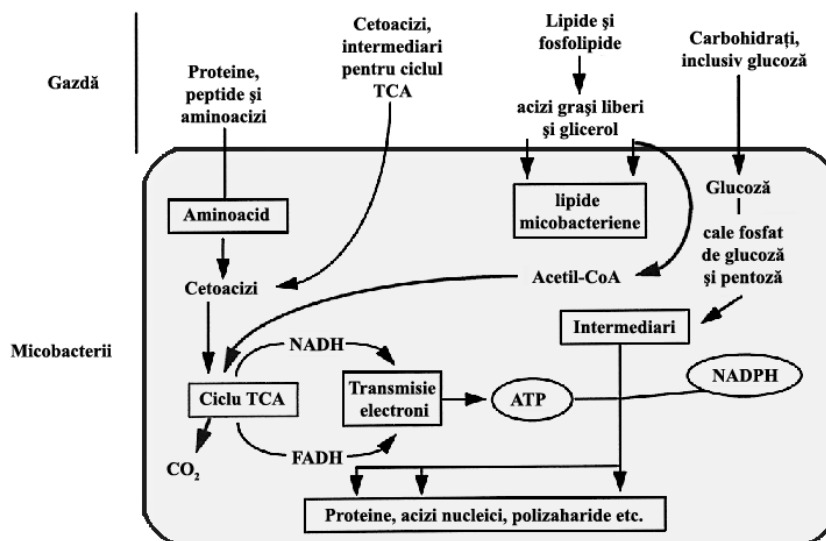 Gazdă
Proteine,
peptide şi
aminoacizi
Cetoacizi,
intermediari
pentru ciclul
TCA
Lipide şi
fosfolipide
acizi graşi liberi
şi glicerol
Carbohidraţi,
inclusiv glucoză
Micobacterii
Aminoacid
Cetoacizi
lipide
micobacteriene
Glucoză
cale fosfat
de glucoză
şi pentoză
Acetil-CoA
Intermediari
NADH
Ciclu TCA
Transmisie
electroni
ATP
NADPH
FADH
CO₂
Proteine, acizi nucleici, polizaharide etc.